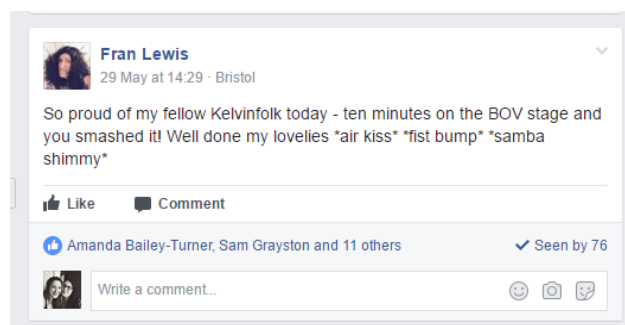 Fran Lewis
29 May at 14:29 · Bristol
So proud of my fellow Kelvinfolk today - ten minutes on the BOV stage and
you smashed it! Well done my lovelies *air kiss* *fist bump* *samba
shimmy*
Like Comment
Amanda Bailey-Turner, Sam Grayston and 11 others Seen by 76
Write a comment...